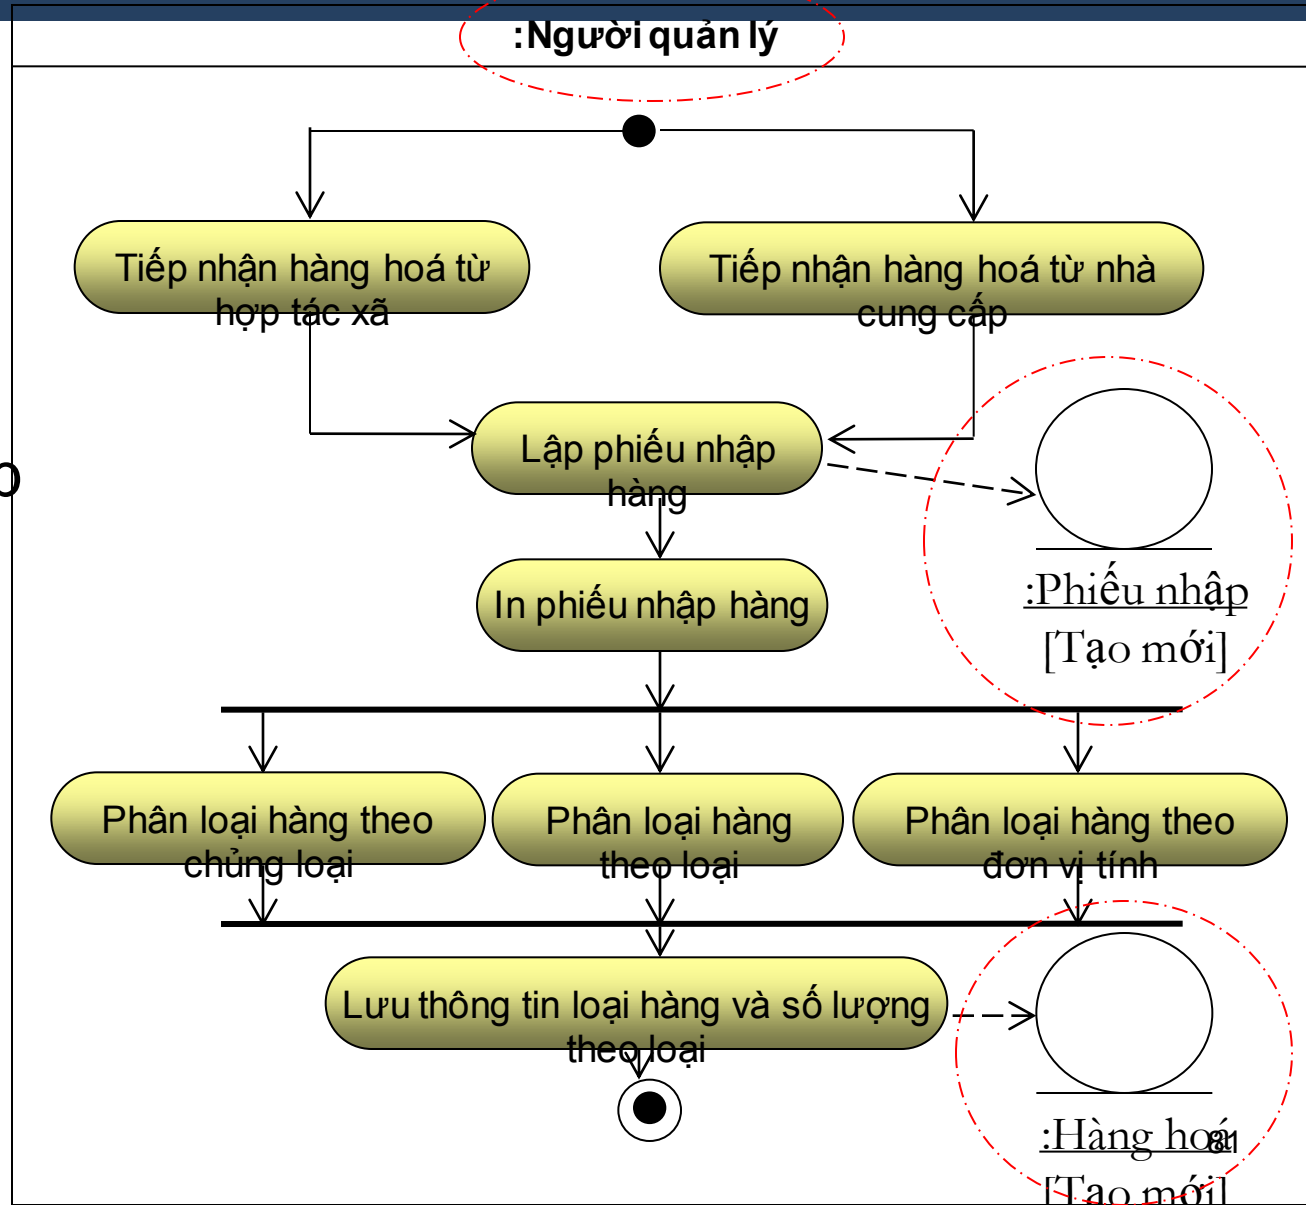 :Người quản lý
Tiếp nhận hàng hoá từ
hợp tác xã
Tiếp nhận hàng hoá từ nhà
cung cấp
Lập phiếu nhập
hàng
:Phiếu nhập
[Tạo mới]
In phiếu nhập hàng
Phân loại hàng theo
chủng loại
Phân loại hàng
theo loại
Phân loại hàng theo
đơn vị tính
Lưu thông tin loại hàng và số lượng
theo loại
:Hàng hoá
81
[Tạo mới]